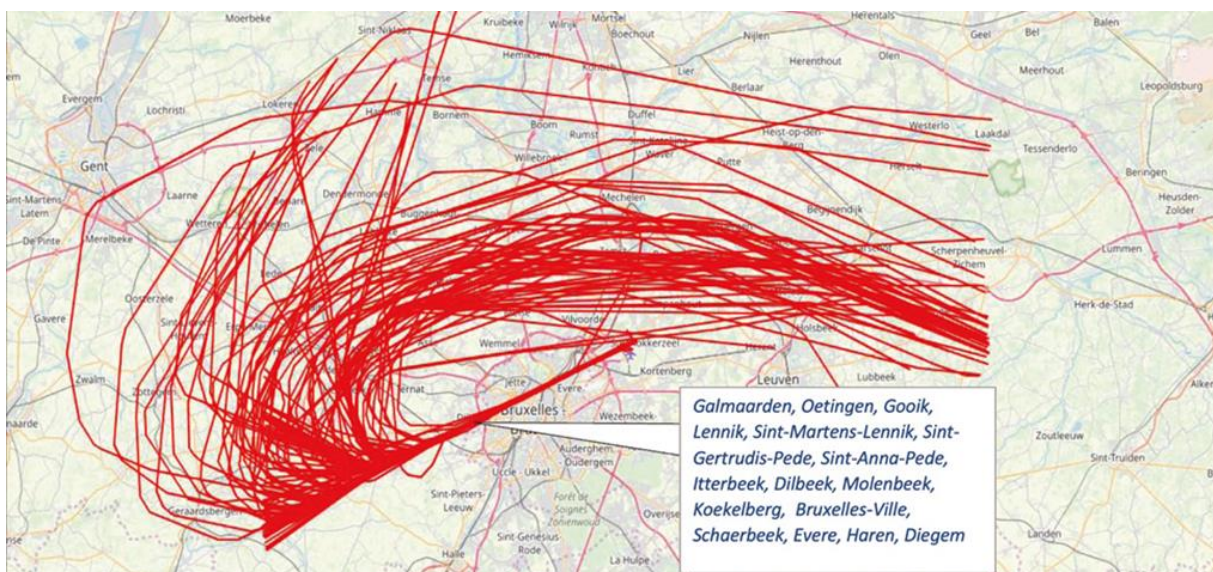 Moerbeke
Kruibeke
Wilrijk
Mortsel
Boechout
Herentals
Geel
Bel
Balen
Sint-Niklaas
Nijlen
Olen
Meerhout
Hemiksem
Lier
Herenthout
Leopoldsburg
Evergem
Lochristi
Lokeren
Temse
Berlaar
Bornem
Duffel
Westerlo
Boom
Rumst
Heist-op-den-
Berg
Laakdal
Tessenderlo
Gent
Willebroek
Putte
Herselt
Beringen
Laarne
Dendermonde
Mechelen
Heusden-
Zolder
Sint-Martens
Latem
Wetteren
De Pinte
Merelbeke
Buggenhout
Begijnendijk
Scherpenheuvel-
Zichem
Lummen
Oosterzele
Herk-de-Stad
Gavere
Vilvoorde
Wemmel
Holsbeek
Zwalm
Zottegem
Ternat
Jette
Evere
Kortenberg
Leuven
Lubbeek
Bruxelles
Wezembeek-
Zoutleeuw
Auderghem
- Oudergem
Uccle - Ukkel
Sint-Truiden
Geraardsbergen
Sint-Pieters-
Leeuw
Forêt de
Soignes
Zoniënwoud
Overijse
Halle
Sint-Genesius-
Rode
La Hulpe
Landen
Galmaarden, Oetingen, Gooik,
Lennik, Sint-Martens-Lennik, Sint-
Gertrudis-Pede, Sint-Anna-Pede,
Itterbeek, Dilbeek, Molenbeek,
Koekelberg, Bruxelles-Ville,
Schaerbeek, Evere, Haren, Diegem